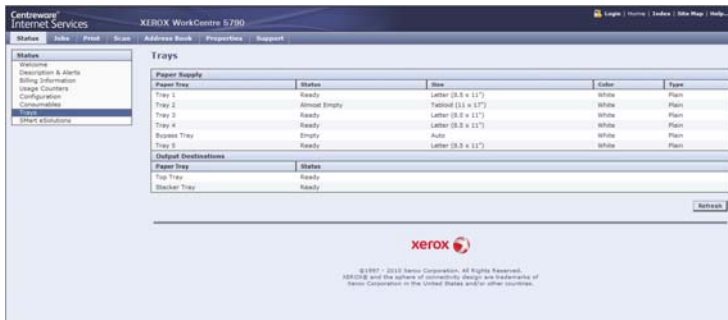 Centreware®
Internet Services
XEROX WorkCentre 5790
Login | Home | Index | Site Map | Help...
Status Jobs Print Scan Address Book Properties Support
Status
Welcome
Description & Alerts
Billing Information
Usage Counters
Configuration
Consumables
Trays
SMart eSolutions
Trays
Paper Supply
Paper Tray Status Size Color Type
Tray 1 Ready Letter (8.5 x 11") White Plain
Tray 2 Almost Empty Tabloid (11 x 17") White Plain
Tray 3 Ready Letter (8.5 x 11") White Plain
Tray 4 Ready Letter (8.5 x 11") White Plain
Bypass Tray Empty Auto White Plain
Tray 5 Ready Letter (8.5 x 11") White Plain
Output Destinations
Paper Tray Status
Top Tray Ready
Stacker Tray Ready
Refresh
xerox
©1997 - 2010 Xerox Corporation. All Rights Reserved.
XEROX® and the sphere of connectivity design are trademarks of
Xerox Corporation in the United States and/or other countries.